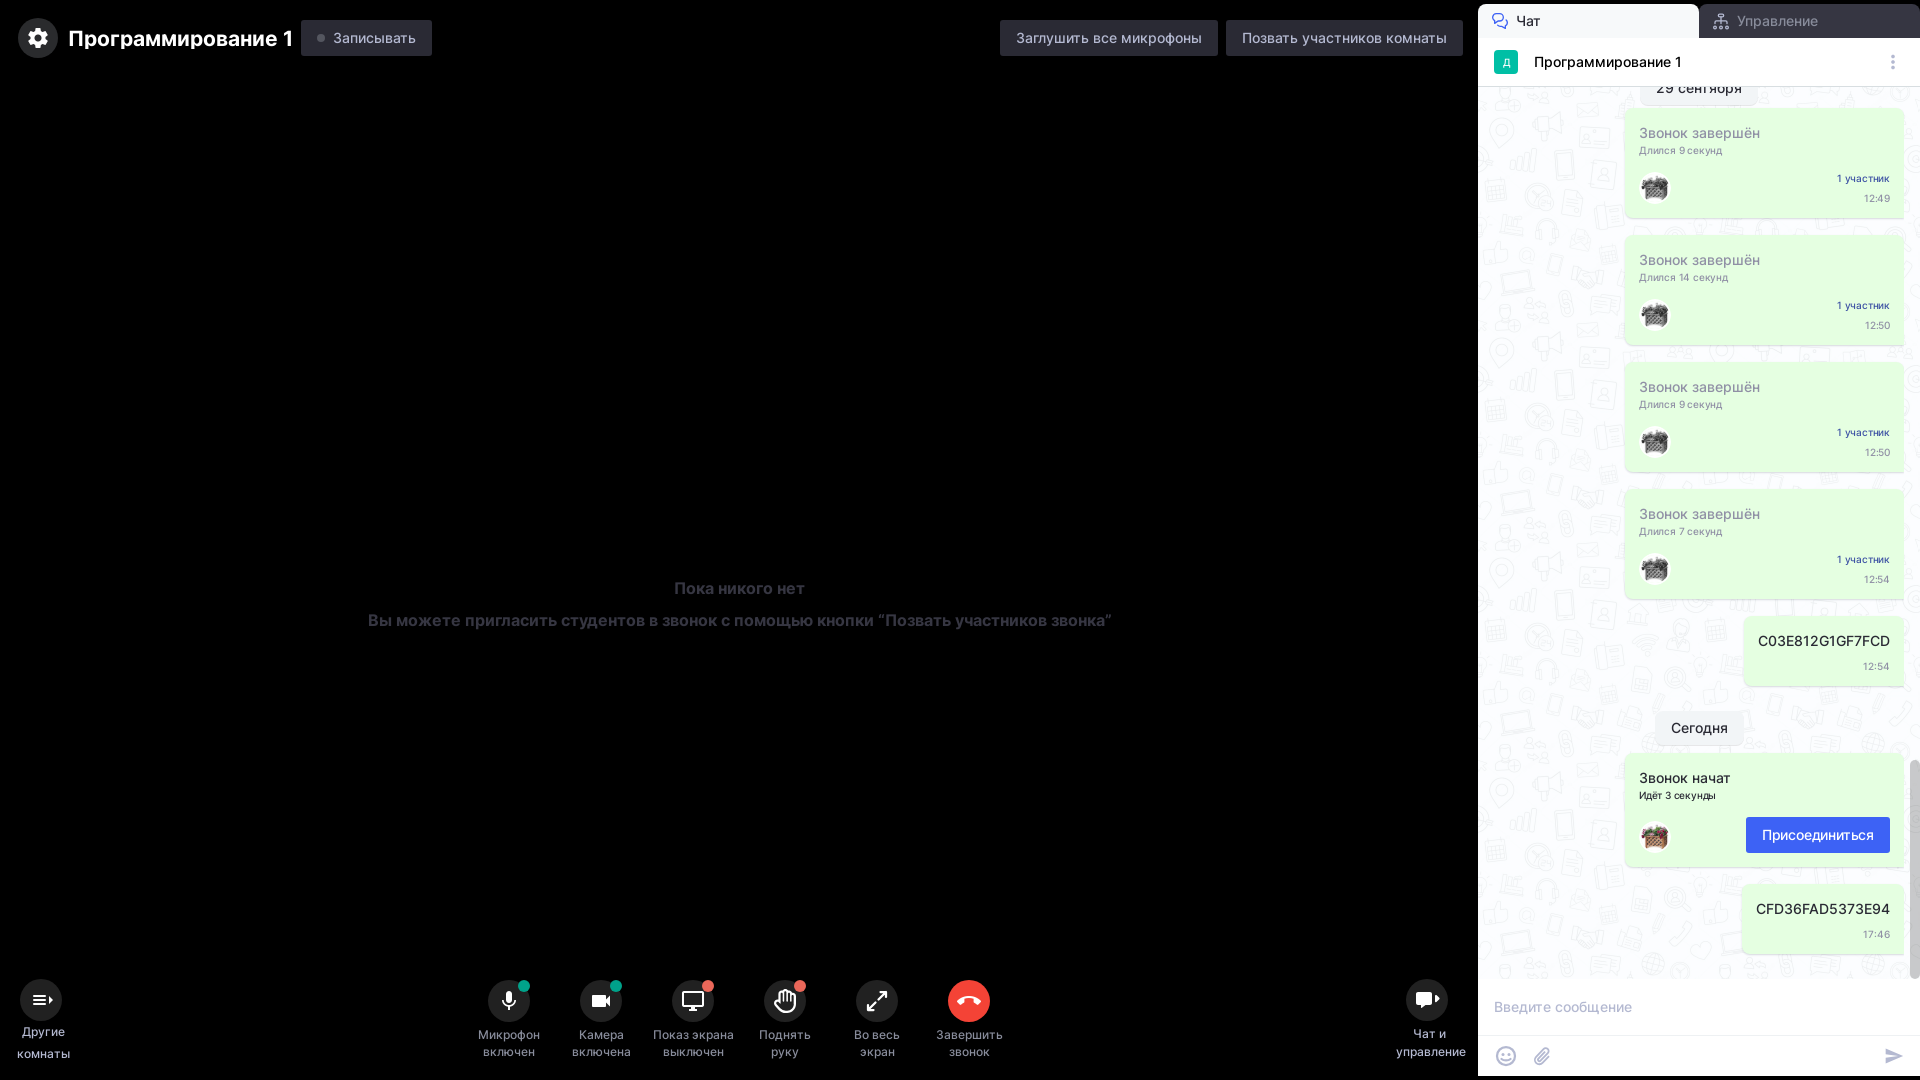 Программирование 1
Записывать
Заглушить все микрофоны
Позвать участников комнаты
Пока никого нет
Вы можете пригласить студентов в звонок с помощью кнопки “Позвать участников звонка”
Другие
комнаты
Микрофон
включен
Камера
включена
Показ экрана
выключен
Поднять
руку
Во весь
экран
Завершить
звонок
Чат и
управление
Чат
Управление
Д
Программирование 1
29 сентября
Звонок завершён
Длился 9 секунд
1 участник
12:49
Звонок завершён
Длился 14 секунд
1 участник
12:50
Звонок завершён
Длился 9 секунд
1 участник
12:50
Звонок завершён
Длился 7 секунд
1 участник
12:54
C03E812G1GF7FCD
12:54
Сегодня
Звонок начат
Идёт 3 секунды
Присоединиться
CFD36FAD5373E94
17:46
Введите сообщение